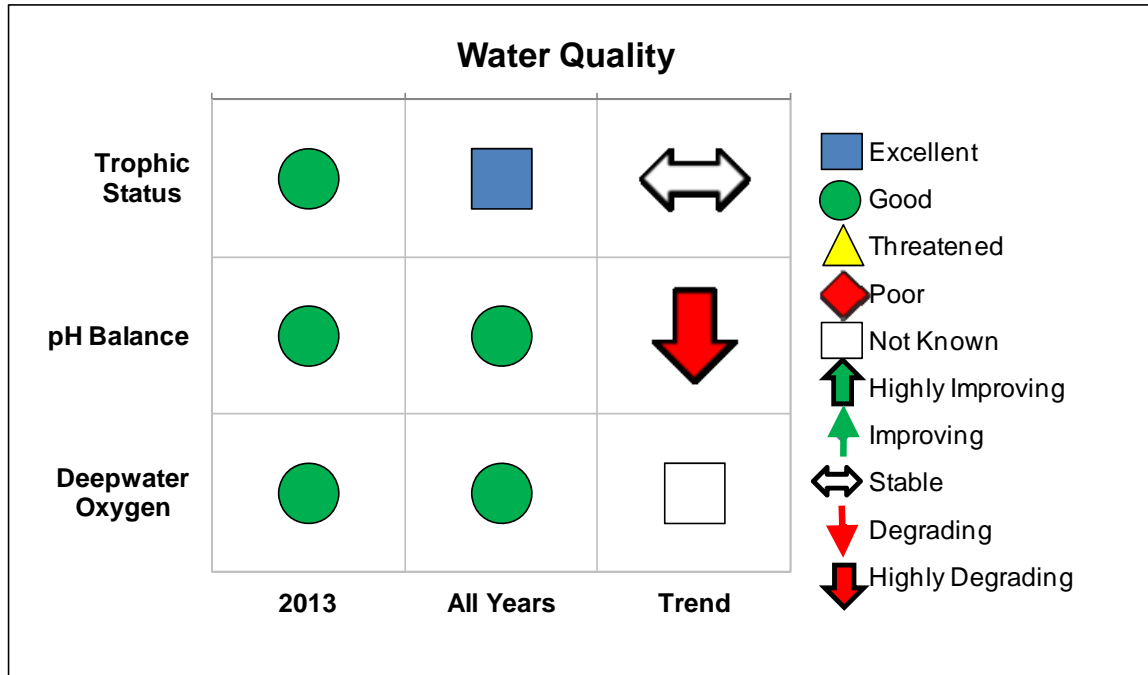 Water Quality
Trophic
Status
pH Balance
Deepwater
Oxygen
2013
All Years
Trend
Excellent
Good
Threatened
Poor
Not Known
Highly Improving
Improving
Stable
Degrading
Highly Degrading